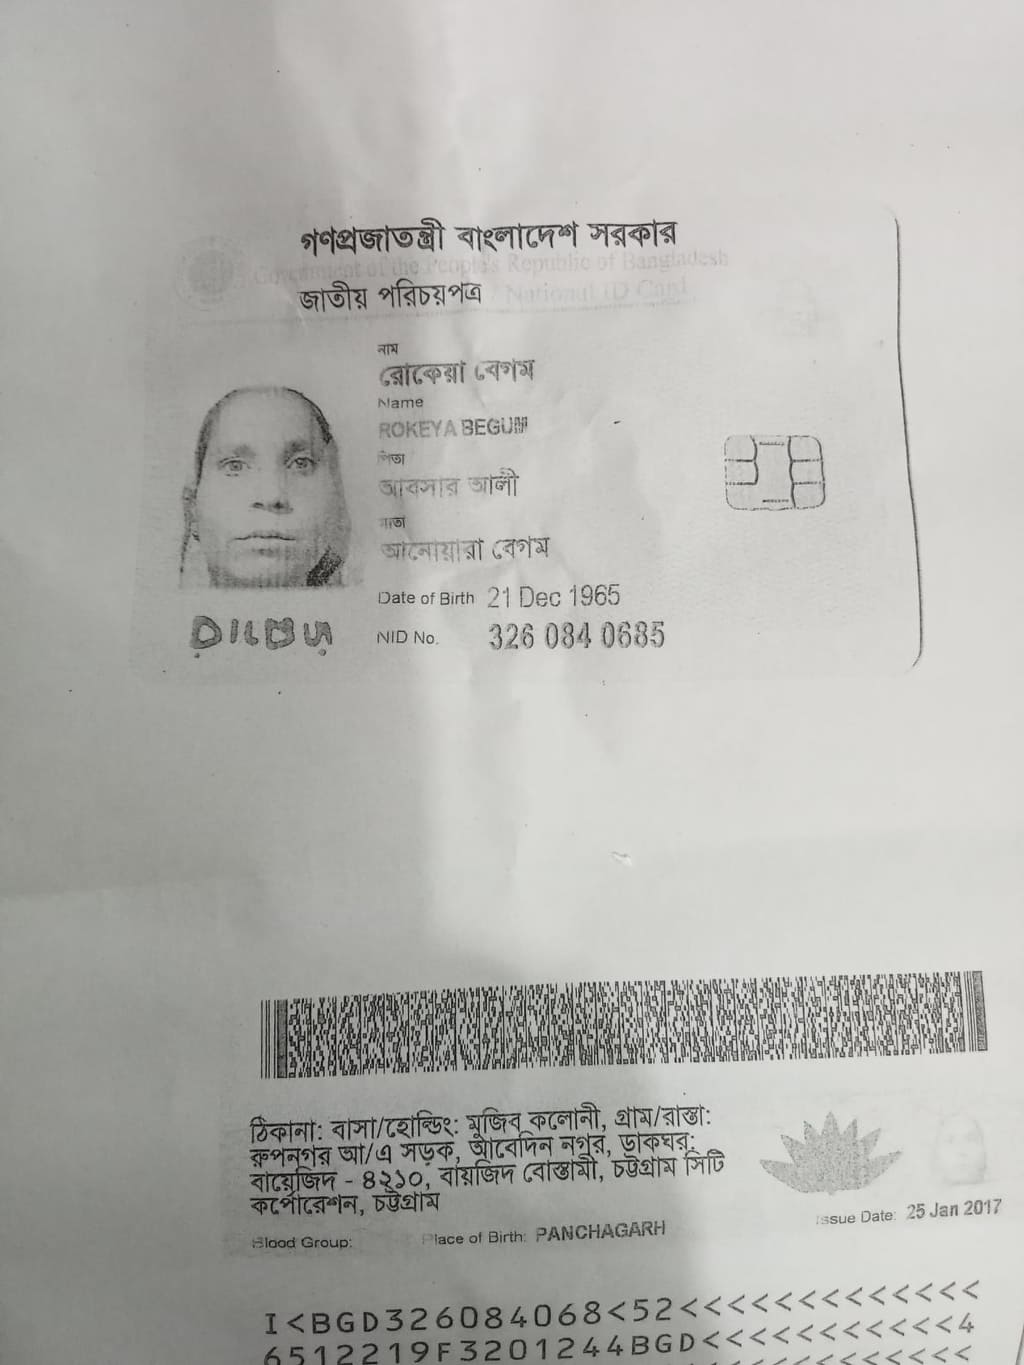 গণপ্রজাতন্ত্রী বাংলাদেশ সরকার
Government of the People's Republic of Bangladesh
জাতীয় পরিচয়পত্র / National ID Card
নাম
রোকেয়া বেগম
Name
ROKEYA BEGUM
পিতা
আবসার আলী
মাতা
আনোয়ারা বেগম
Date of Birth 21 Dec 1965
NID No. 326 084 0685
ঠিকানা: বাসা/হোল্ডিং: মুজিব কলোনী, গ্রাম/রাস্তা:
রুপনগর আ/এ সড়ক, আবেদিন নগর, ডাকঘর:
বায়েজিদ - ৪২১০, বায়জিদ বোস্তামী, চট্টগ্রাম সিটি
কর্পোরেশন, চট্টগ্রাম
Blood Group: Place of Birth: PANCHAGARH Issue Date: 25 Jan 2017
I<BGD326084068<52<<<<<<<<<<<<<
6512219F3201244BGD<<<<<<<<<<<4